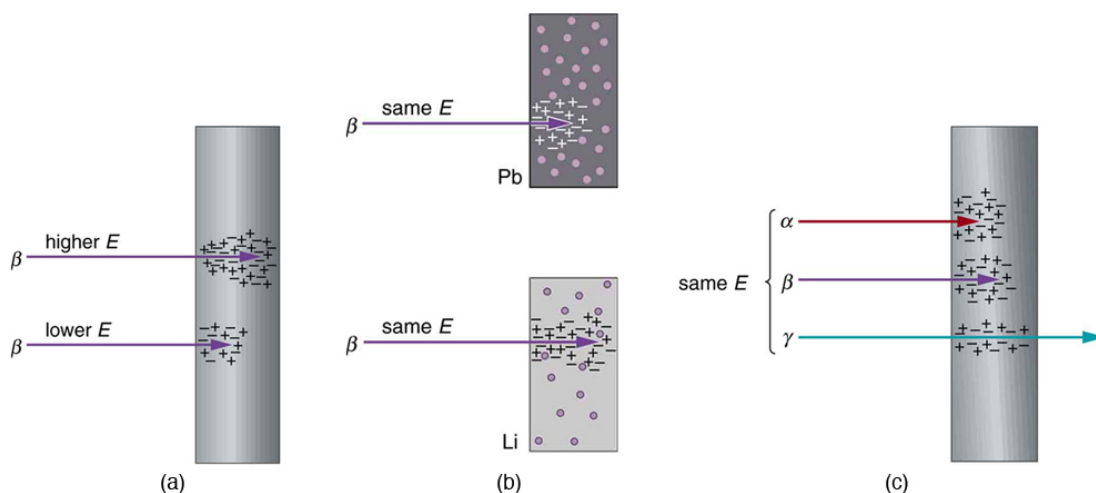 β higher E
β lower E
(a)
β same E
Pb
β same E
Li
(b)
same E
α
β
γ
(c)